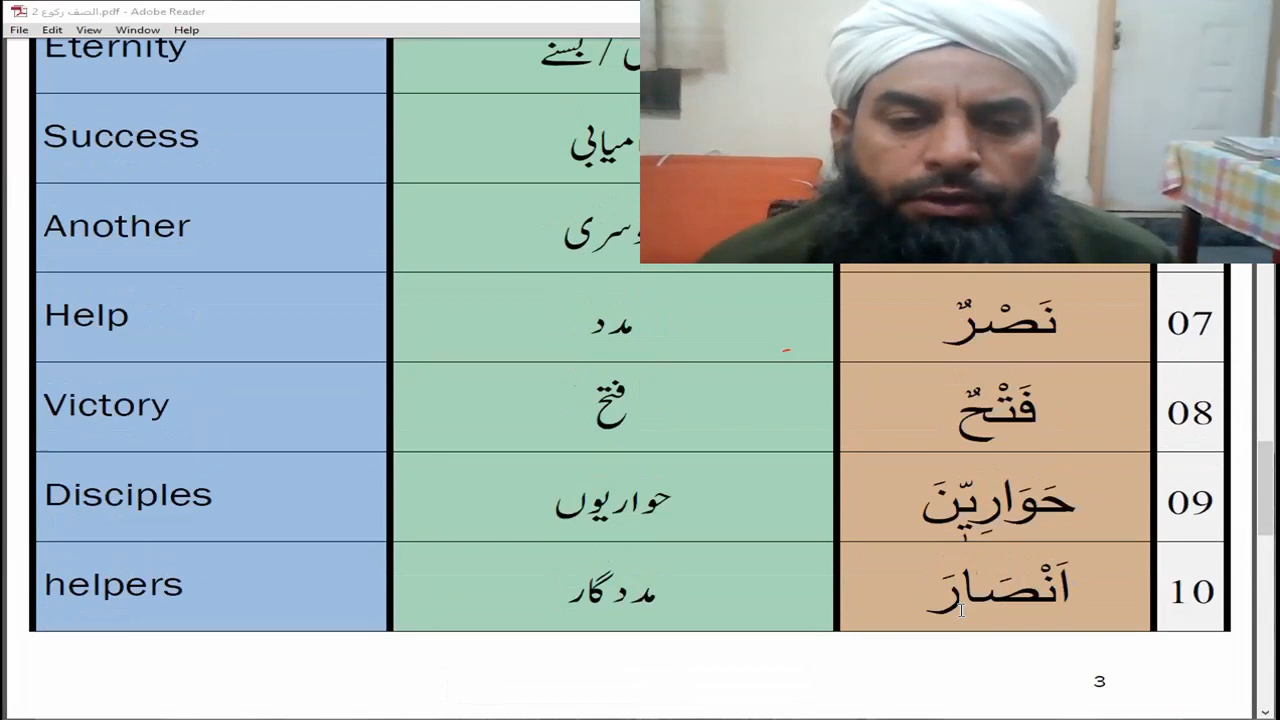 الصف رکوع 2.pdf - Adobe Reader
File Edit View Window Help
Eternity بسنے /
Success
Another
Help مدد نَصْرٌ 07
Victory فتح فَتْحٌ 08
Disciples حواریوں حَوَارِيّٖنَ 09
helpers مددگار اَنْصَارَ 10
3